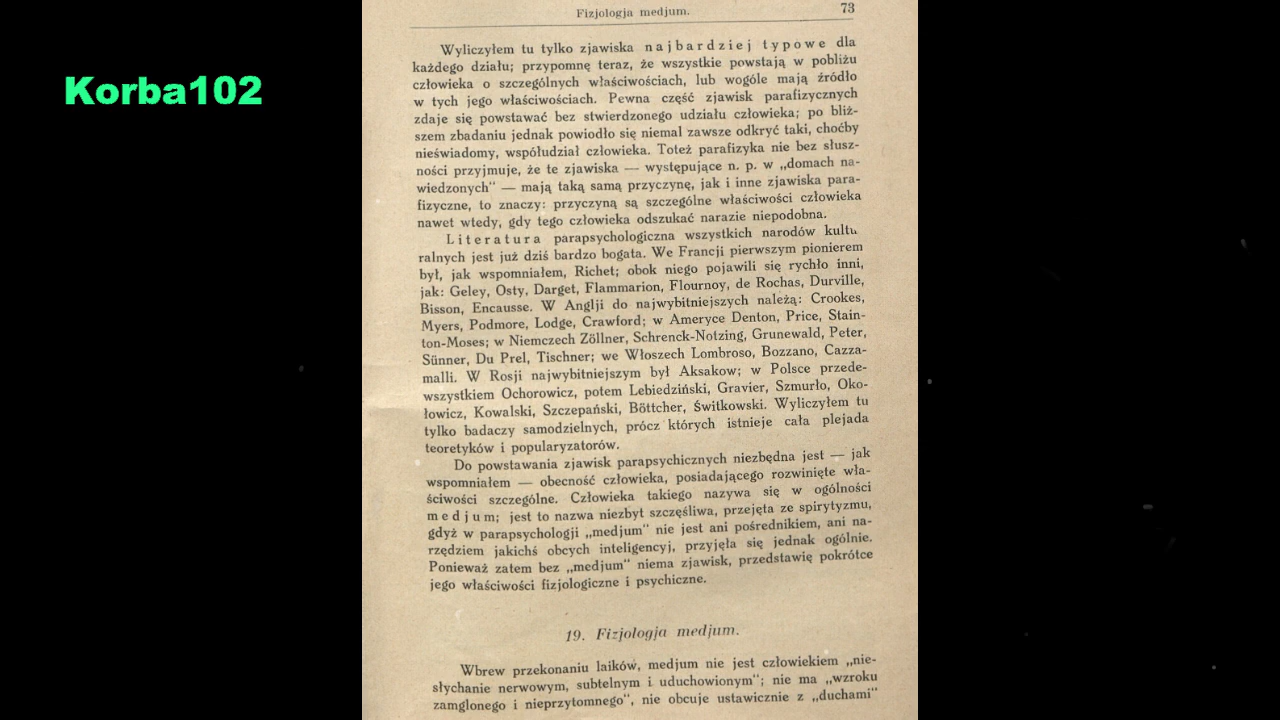 Korba102
Fizjologja medjum.
73
Wyliczyłem tu tylko zjawiska najbardziej typowe dla
każdego działu; przypomnę teraz, że wszystkie powstają w pobliżu
człowieka o szczególnych właściwościach, lub wogóle mają źródło
w tych jego właściwościach. Pewna część zjawisk parafizycznych
zdaje się powstawać bez stwierdzonego udziału człowieka; po bliż-
szem zbadaniu jednak powiodło się niemal zawsze odkryć taki, choćby
nieświadomy, współudział człowieka. Toteż parafizyka nie bez słusz-
ności przyjmuje, że te zjawiska — występujące n. p. w „domach na-
wiedzonych" — mają taką samą przyczynę, jak i inne zjawiska para-
fizyczne, to znaczy: przyczyną są szczególne właściwości człowieka
nawet wtedy, gdy tego człowieka odszukać narazie niepodobna.
Literatura parapsychologiczna wszystkich narodów kultu
ralnych jest już dziś bardzo bogata. We Francji pierwszym pionierem
był, jak wspomniałem, Richet; obok niego pojawili się rychło inni,
jak: Geley, Osty, Darget, Flammarion, Flournoy, de Rochas, Durville,
Bisson, Encausse. W Anglji do najwybitniejszych należą: Crookes,
Myers, Podmore, Lodge, Crawford; w Ameryce Denton, Price, Stain-
ton-Moses; w Niemczech Zöllner, Schrenck-Notzing, Grunewald, Peter,
Sünner, Du Prel, Tischner; we Włoszech Lombroso, Bozzano, Cazza-
malli. W Rosji najwybitniejszym był Aksakow; w Polsce przede-
wszystkiem Ochorowicz, potem Lebiedziński, Gravier, Szmurło, Oko-
łowicz, Kowalski, Szczepański, Böttcher, Świtkowski. Wyliczyłem tu
tylko badaczy samodzielnych, prócz których istnieje cała plejada
teoretyków i popularyzatorów.
Do powstawania zjawisk parapsychicznych niezbędna jest — jak
wspomniałem — obecność człowieka, posiadającego rozwinięte wła-
ściwości szczególne. Człowieka takiego nazywa się w ogólności
medjum; jest to nazwa niezbyt szczęśliwa, przejęta ze spirytyzmu,
gdyż w parapsychologji „medjum" nie jest ani pośrednikiem, ani na-
rzędziem jakichś obcych inteligencyj, przyjęła się jednak ogólnie.
Ponieważ zatem bez „medjum" niema zjawisk, przedstawię pokrótce
jego właściwości fizjologiczne i psychiczne.
19. Fizjologja medjum.
Wbrew przekonaniu laików, medjum nie jest człowiekiem „nie-
słychanie nerwowym, subtelnym i uduchowionym"; nie ma „wzroku
zamglonego i nieprzytomnego", nie obcuje ustawicznie z „duchami"